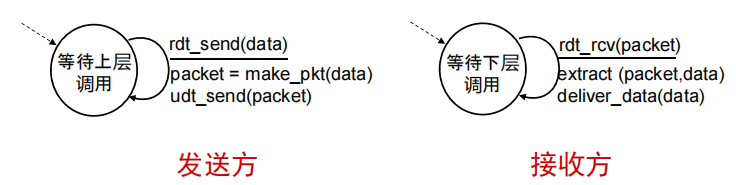 等待上层
调用
rdt_send(data)
packet = make_pkt(data)
udt_send(packet)
发送方
等待下层
调用
rdt_rcv(packet)
extract (packet,data)
deliver_data(data)
接收方